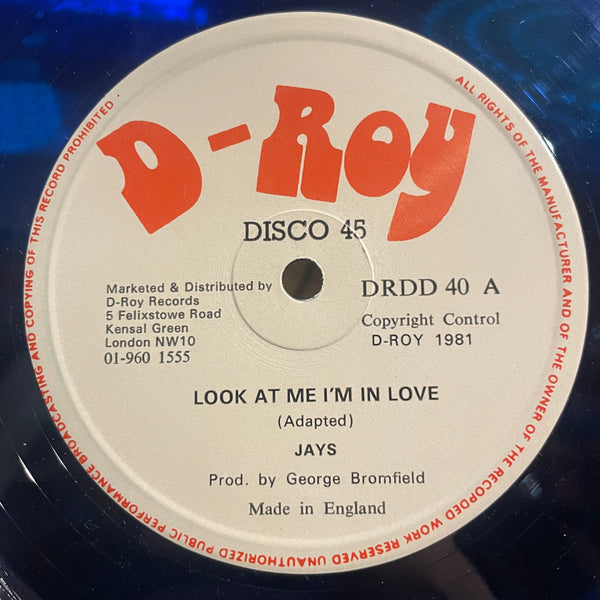 ALL RIGHTS OF THE MANUFACTURER AND OF THE OWNER OF THE RECORDED WORK RESERVED UNAUTHORIZED PUBLIC PERFORMANCE BROADCASTING AND COPYING OF THIS RECORD PROHIBITED .
D-ROY
DISCO 45
Marketed & Distributed by
D-Roy Records
5 Felixstowe Road
Kensal Green
London NW10
01-960 1555
DRDD 40 A
Copyright Control
D-ROY 1981
LOOK AT ME I'M IN LOVE
(Adapted)
JAYS
Prod. by George Bromfield
Made in England